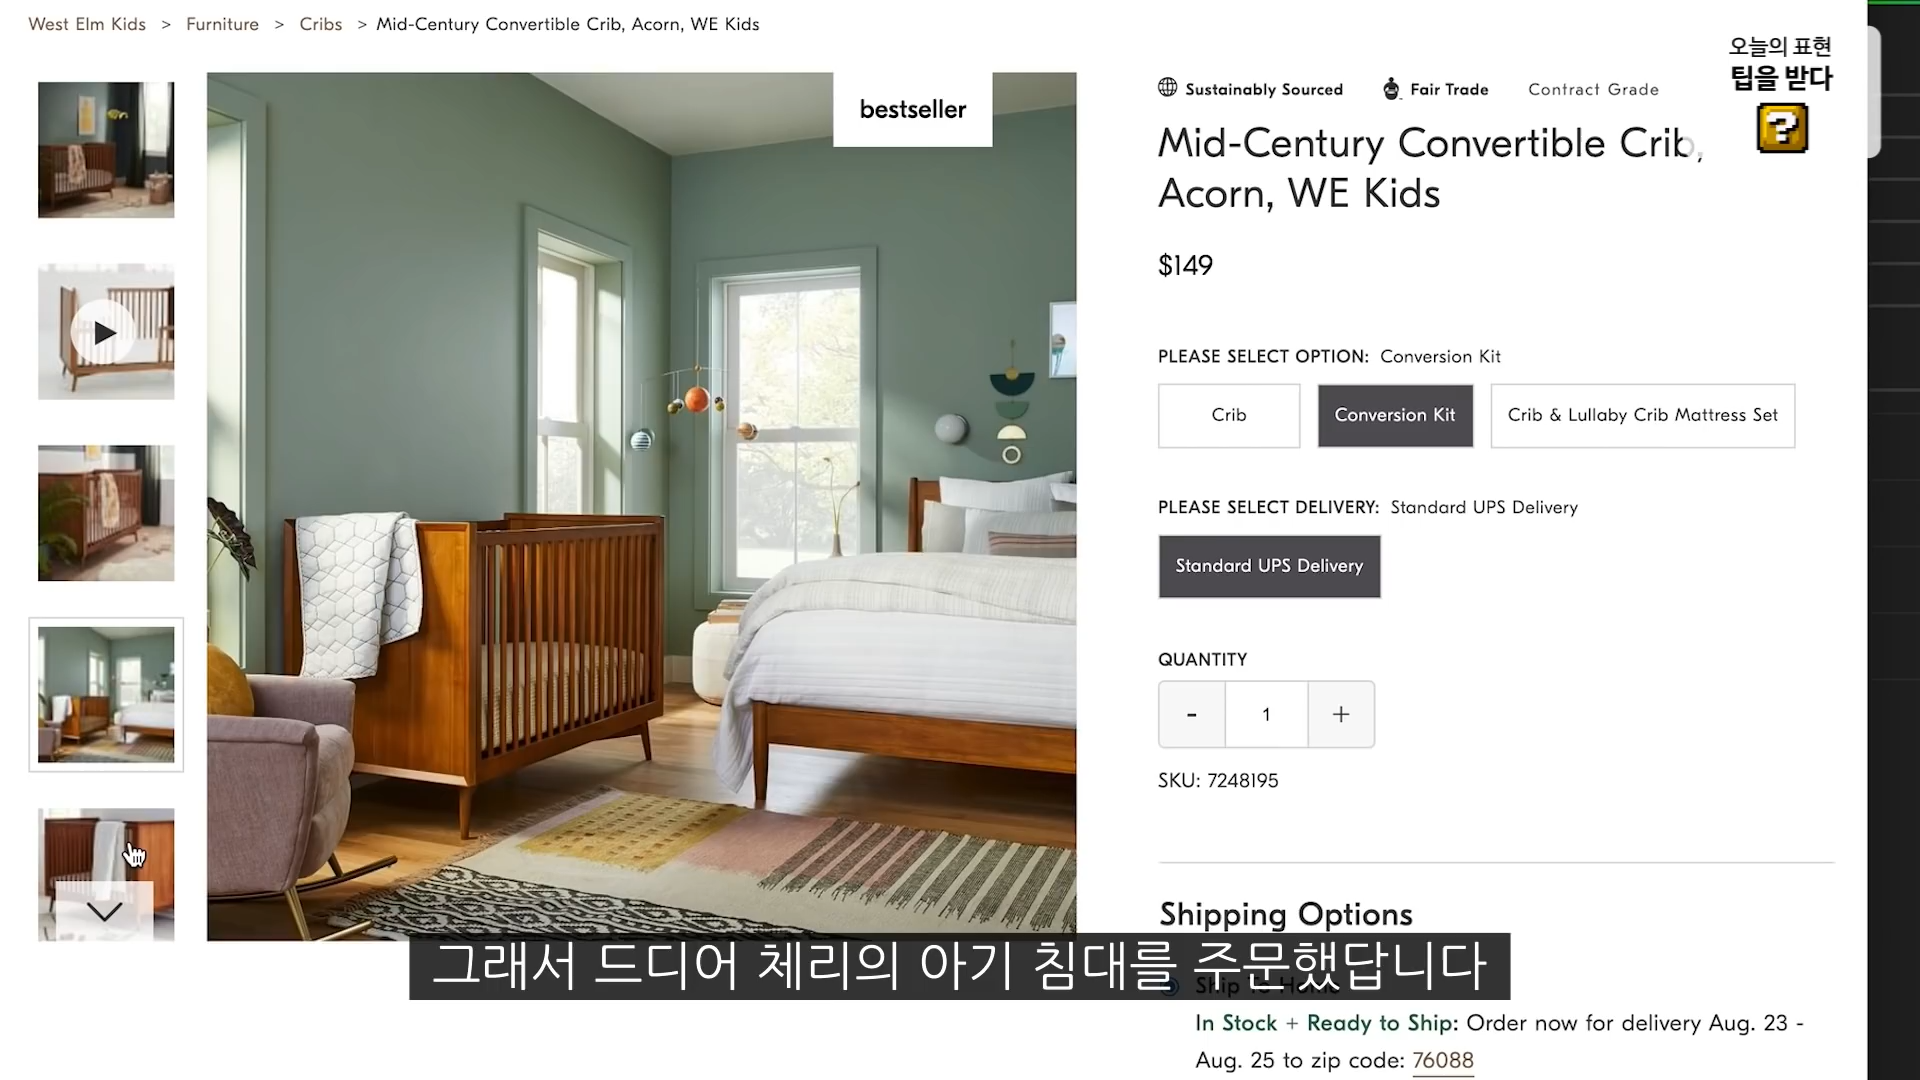 West Elm Kids > Furniture > Cribs > Mid-Century Convertible Crib, Acorn, WE Kids
오늘의 표현
팁을 받다
bestseller
Sustainably Sourced Fair Trade Contract Grade
Mid-Century Convertible Crib,
Acorn, WE Kids
$149
PLEASE SELECT OPTION: Conversion Kit
Crib Conversion Kit Crib & Lullaby Crib Mattress Set
PLEASE SELECT DELIVERY: Standard UPS Delivery
Standard UPS Delivery
QUANTITY
- 1 +
SKU: 7248195
Shipping Options
그래서 드디어 체리의 아기 침대를 주문했답니다
Ship To Home
In Stock + Ready to Ship: Order now for delivery Aug. 23 -
Aug. 25 to zip code: 76088